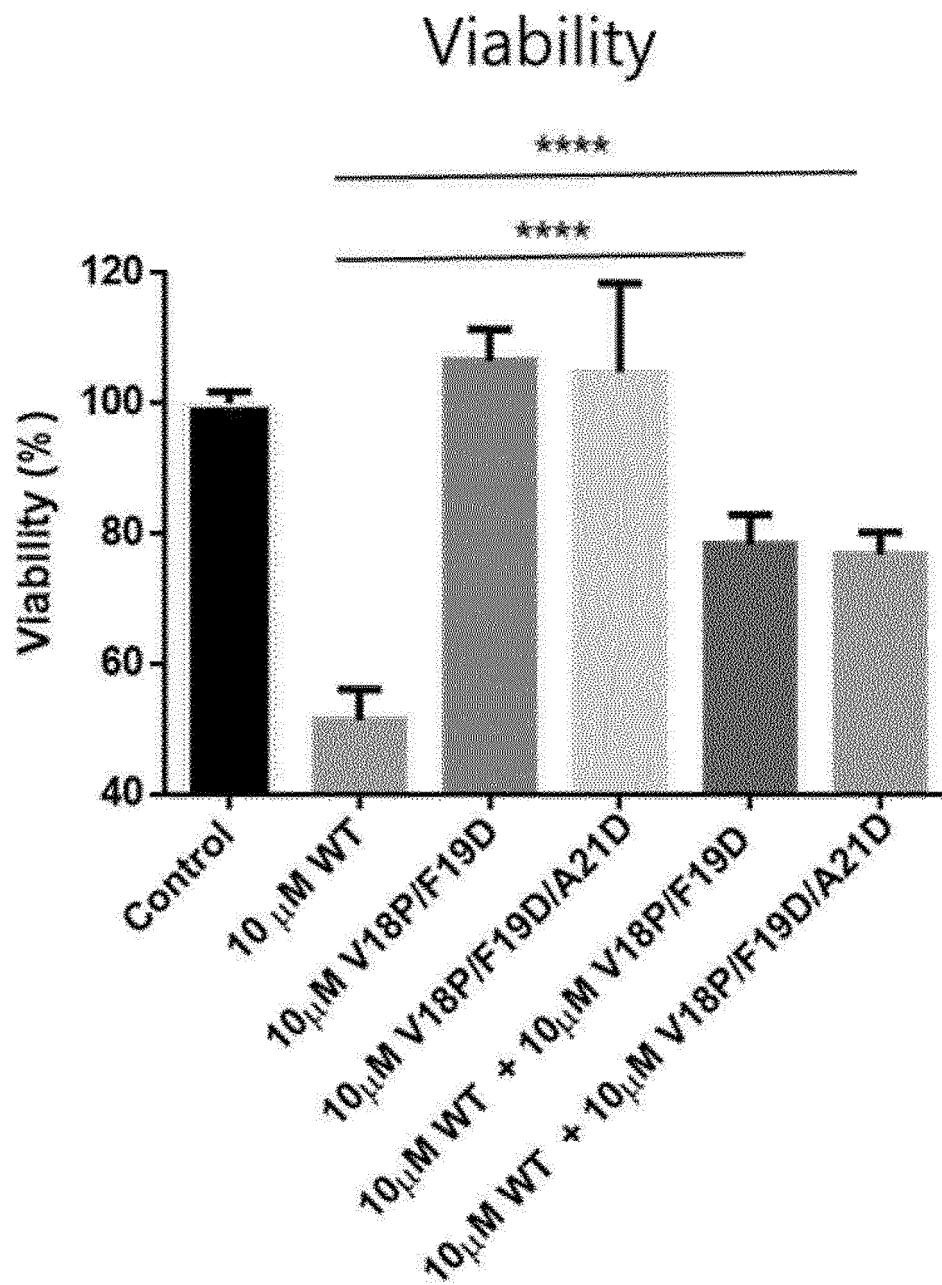 Viability
****
****
120
100
80
60
40
Viability (%)
Control
10 µM WT
10µM V18P/F19D
10µM V18P/F19D/A21D
10µM WT + 10µM V18P/F19D
10µM WT + 10µM V18P/F19D/A21D